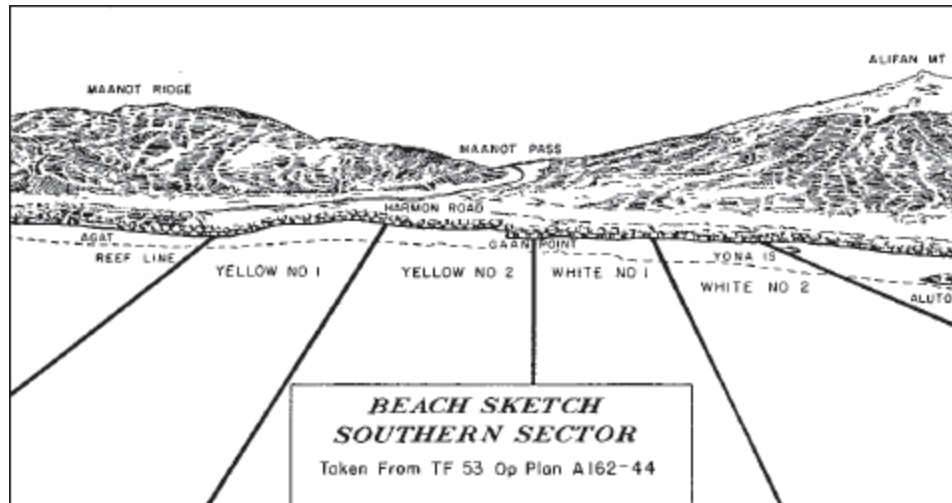 ALIFAN MT
MAANOT RIDGE
MAANOT PASS
HARMON ROAD
AGAT
GAAN POINT
REEF LINE
YONA IS
YELLOW NO 1
YELLOW NO 2
WHITE NO 1
WHITE NO 2
ALUTO
BEACH SKETCH
SOUTHERN SECTOR
Taken From TF 53 Op Plan A162-44